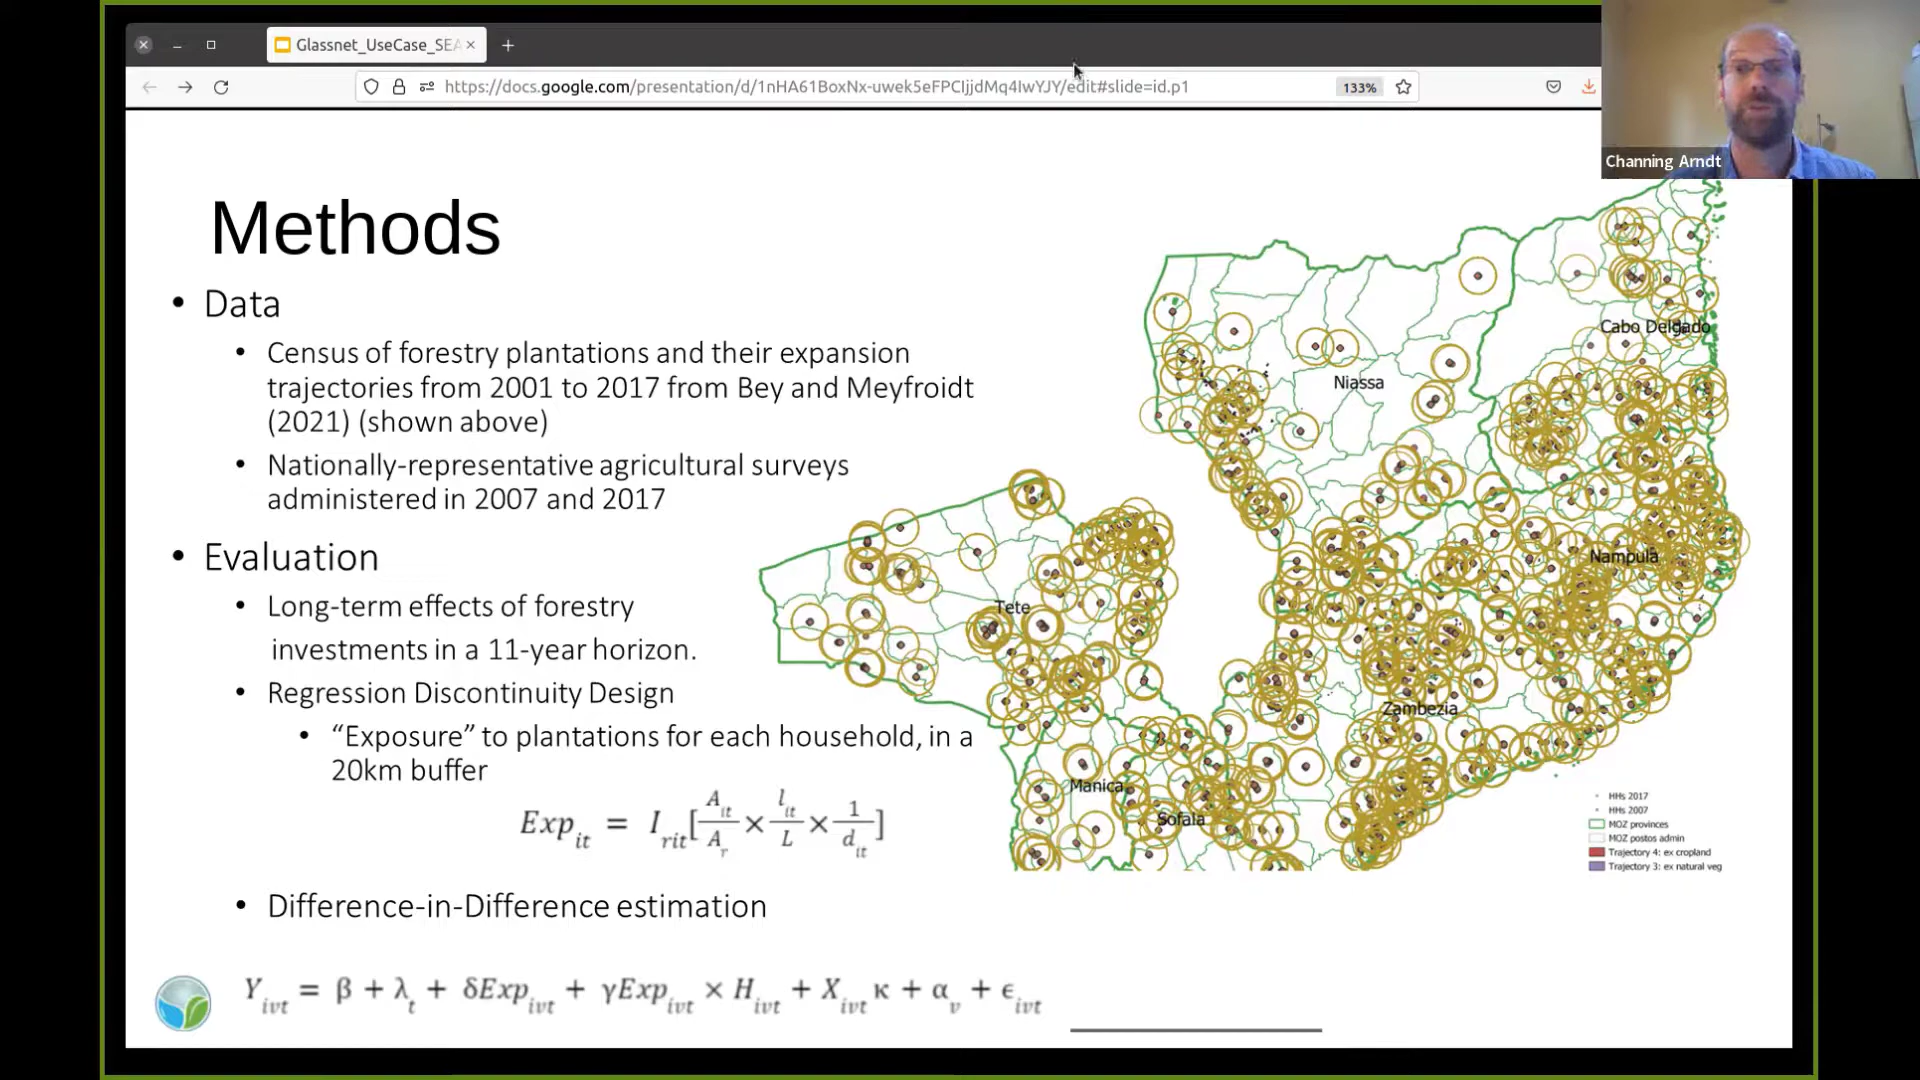 Glassnet_UseCase_SEA
https://docs.google.com/presentation/d/1nHA61BoxNx-uwek5eFPCIjjdMq4IwYJY/edit#slide=id.p1
133%
Channing Arndt
Methods
• Data
• Census of forestry plantations and their expansion
trajectories from 2001 to 2017 from Bey and Meyfroidt
(2021) (shown above)
• Nationally-representative agricultural surveys
administered in 2007 and 2017
• Evaluation
• Long-term effects of forestry
investments in a 11-year horizon.
• Regression Discontinuity Design
• “Exposure” to plantations for each household, in a
20km buffer
Exp_it = I_rit[A_it/A_r × l_it/L × 1/d_it]
• Difference-in-Difference estimation
Y_ivt = β + λ_t + δExp_ivt + γExp_ivt × H_ivt + X_ivt κ + α_v + ϵ_ivt
Cabo Delgado
Niassa
Nampula
Tete
Zambezia
Manica
Sofala
HHs 2017
HHs 2007
MOZ provinces
MOZ postos admin
Trajectory 4: ex cropland
Trajectory 3: ex natural veg